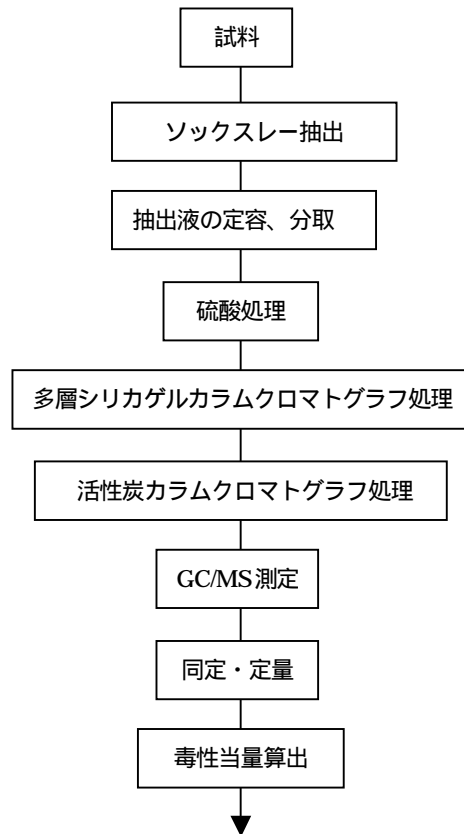 試料
ソックスレー抽出
抽出液の定容、分取
硫酸処理
多層シリカゲルカラムクロマトグラフ処理
活性炭カラムクロマトグラフ処理
GC/MS測定
同定・定量
毒性当量算出